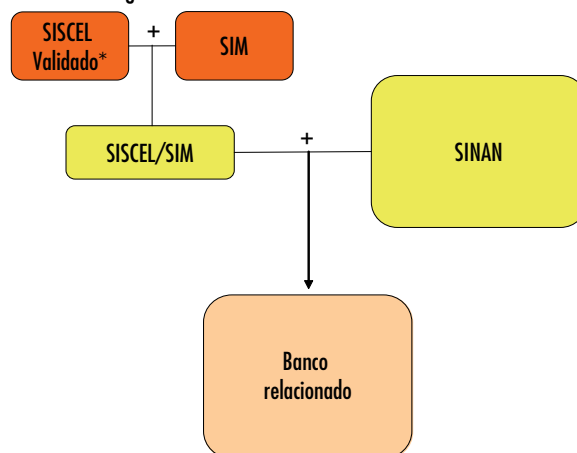 SISCEL
Validado*
+
SIM
SISCEL/SIM
+
SINAN
Banco
relacionado